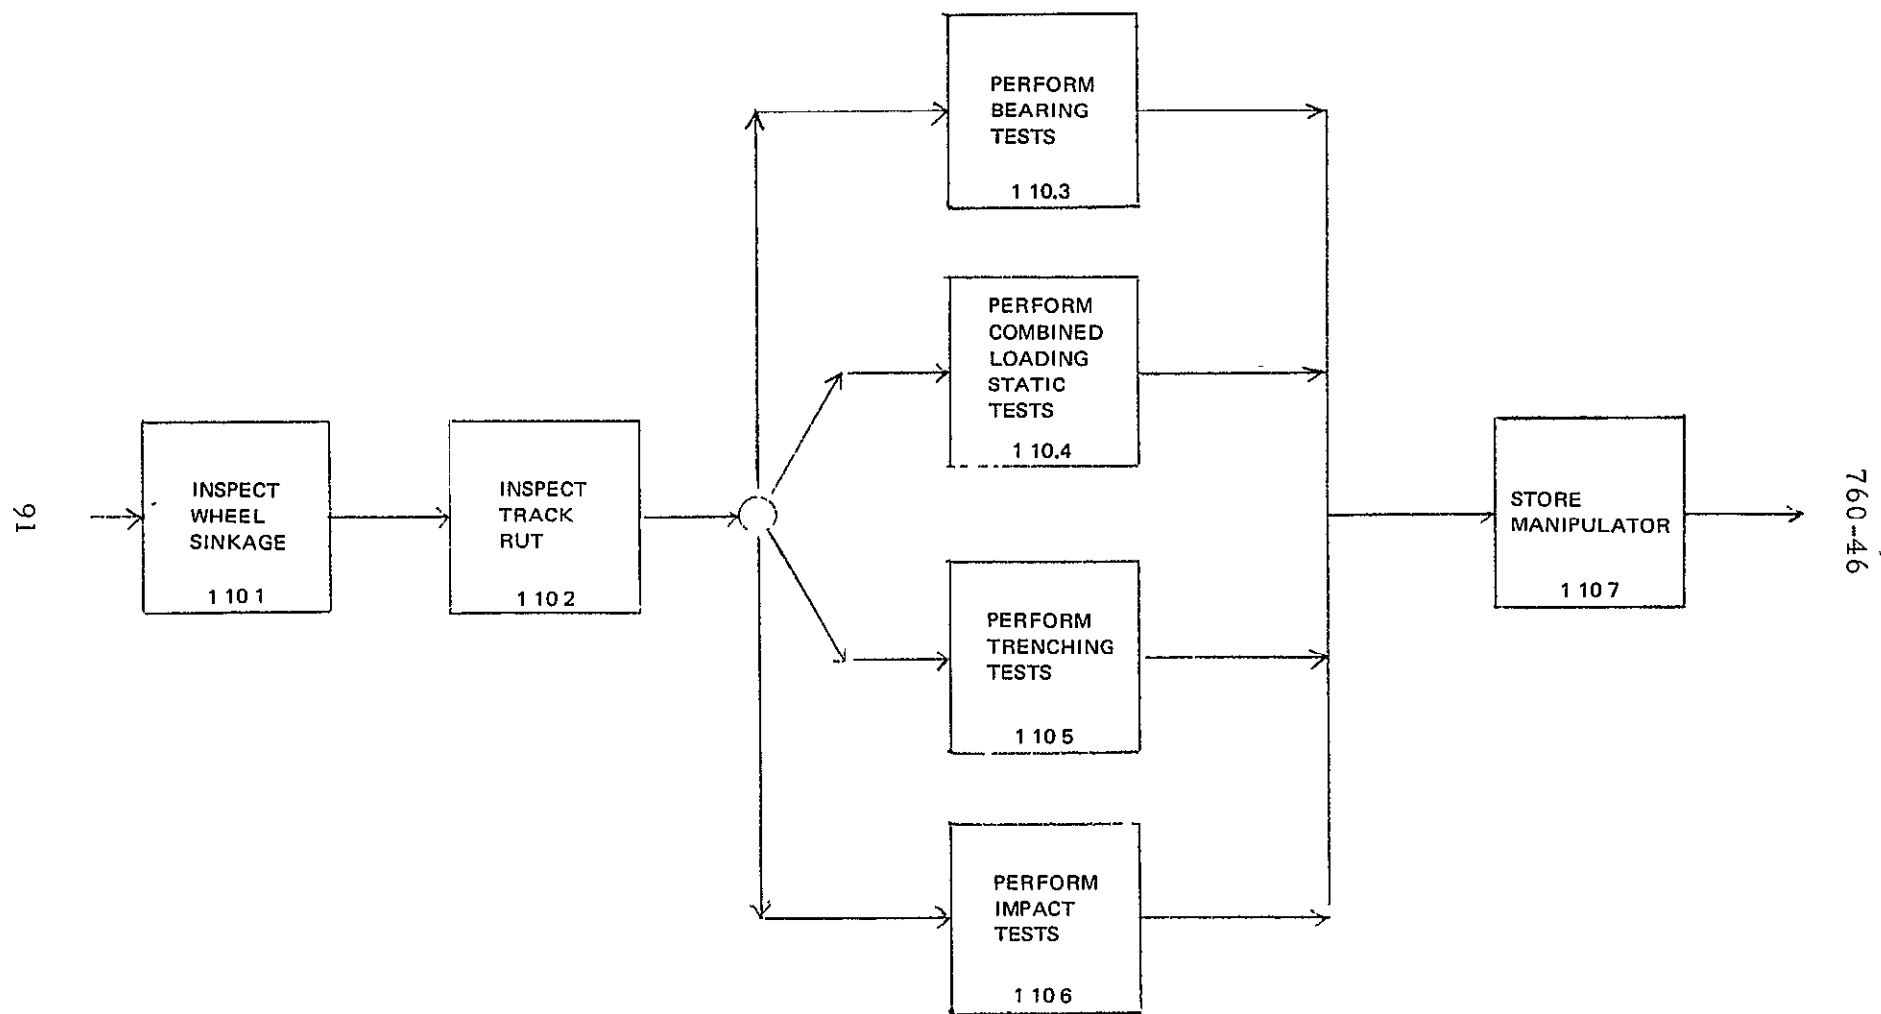 PERFORM
BEARING
TESTS
1 10.3
PERFORM
COMBINED
LOADING
STATIC
TESTS
1 10.4
INSPECT
WHEEL
SINKAGE
1 10 1
INSPECT
TRACK
RUT
1 10 2
PERFORM
TRENCHING
TESTS
1 10 5
PERFORM
IMPACT
TESTS
1 10 6
STORE
MANIPULATOR
1 10 7
91
760-46